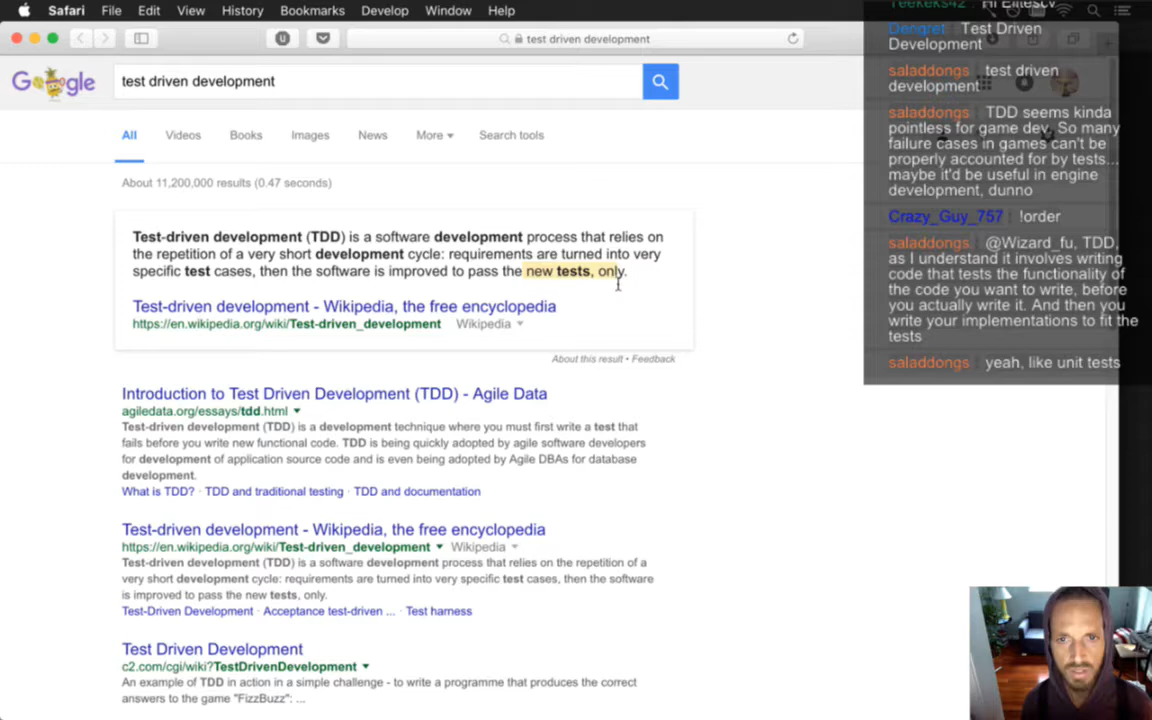 Safari File Edit View History Bookmarks Develop Window Help
test driven development
Google
test driven development
All Videos Books Images News More Search tools
About 11,200,000 results (0.47 seconds)
Test-driven development (TDD) is a software development process that relies on
the repetition of a very short development cycle: requirements are turned into very
specific test cases, then the software is improved to pass the new tests, only.
Test-driven development - Wikipedia, the free encyclopedia
https://en.wikipedia.org/wiki/Test-driven_development Wikipedia
About this result • Feedback
Introduction to Test Driven Development (TDD) - Agile Data
agiledata.org/essays/tdd.html
Test-driven development (TDD) is a development technique where you must first write a test that
fails before you write new functional code. TDD is being quickly adopted by agile software developers
for development of application source code and is even being adopted by Agile DBAs for database
development.
What is TDD? · TDD and traditional testing · TDD and documentation
Test-driven development - Wikipedia, the free encyclopedia
https://en.wikipedia.org/wiki/Test-driven_development Wikipedia
Test-driven development (TDD) is a software development process that relies on the repetition of a
very short development cycle: requirements are turned into very specific test cases, then the software
is improved to pass the new tests, only.
Test-Driven Development · Acceptance test-driven ... · Test harness
Test Driven Development
c2.com/cgi/wiki?TestDrivenDevelopment
An example of TDD in action in a simple challenge - to write a programme that produces the correct
answers to the game "FizzBuzz": ...
Dengret Test Driven
Development
saladdongs test driven
development
saladdongs TDD seems kinda
pointless for game dev. So many
failure cases in games can't be
properly accounted for by tests...
maybe it'd be useful in engine
development, dunno
Crazy_Guy_757 !order
saladdongs @Wizard_fu, TDD,
as I understand it involves writing
code that tests the functionality of
the code you want to write, before
you actually write it. And then you
write your implementations to fit the
tests
saladdongs yeah, like unit tests